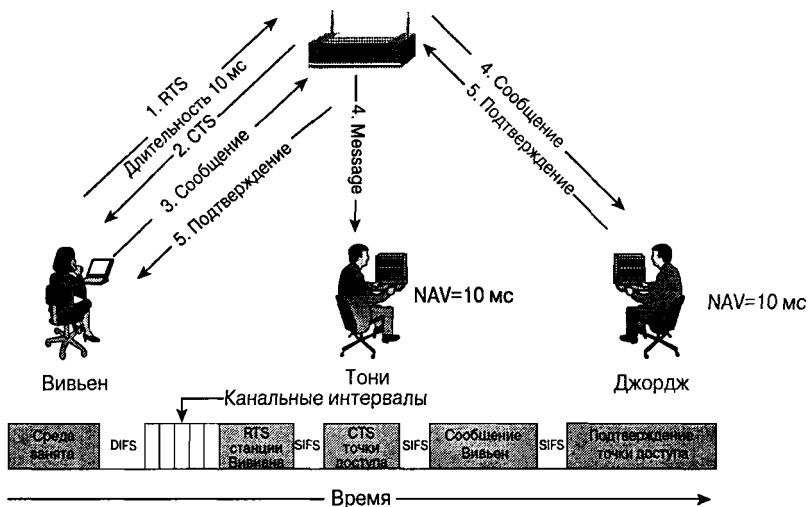 1. RTS
Длительность 10 мс
2. CTS
3. Сообщение
5. Подтверждение
4. Message
4. Сообщение
5. Подтверждение
NAV=10 мс
NAV=10 мс
Вивьен
Тони
Джордж
Канальные интервалы
Среда
занята
DIFS
RTS
станции
Вивиана
SIFS
CTS
точки
доступа
SIFS
Сообщение
Вивьен
SIFS
Подтверждение
точки доступа
Время